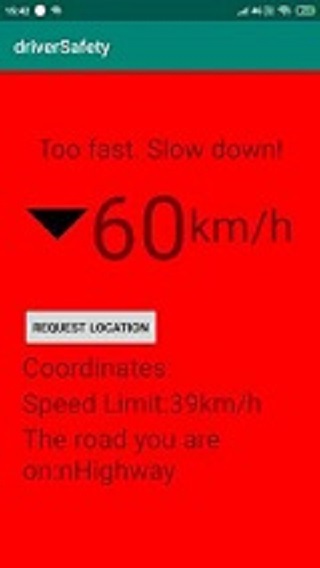 15:42
driverSafety
Too fast. Slow down!
60km/h
REQUEST LOCATION
Coordinates:
Speed Limit:39km/h
The road you are
on:nHighway